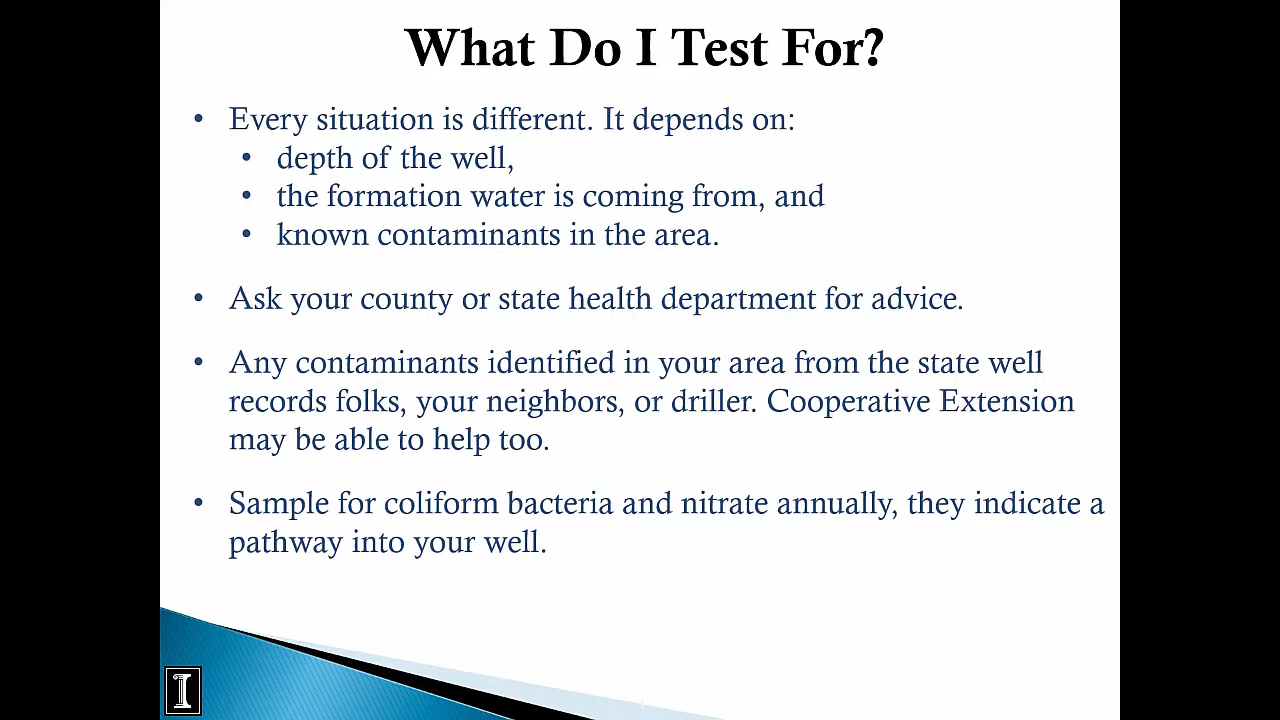 What Do I Test For?
• Every situation is different. It depends on:
• depth of the well,
• the formation water is coming from, and
• known contaminants in the area.
• Ask your county or state health department for advice.
• Any contaminants identified in your area from the state well
records folks, your neighbors, or driller. Cooperative Extension
may be able to help too.
• Sample for coliform bacteria and nitrate annually, they indicate a
pathway into your well.
I